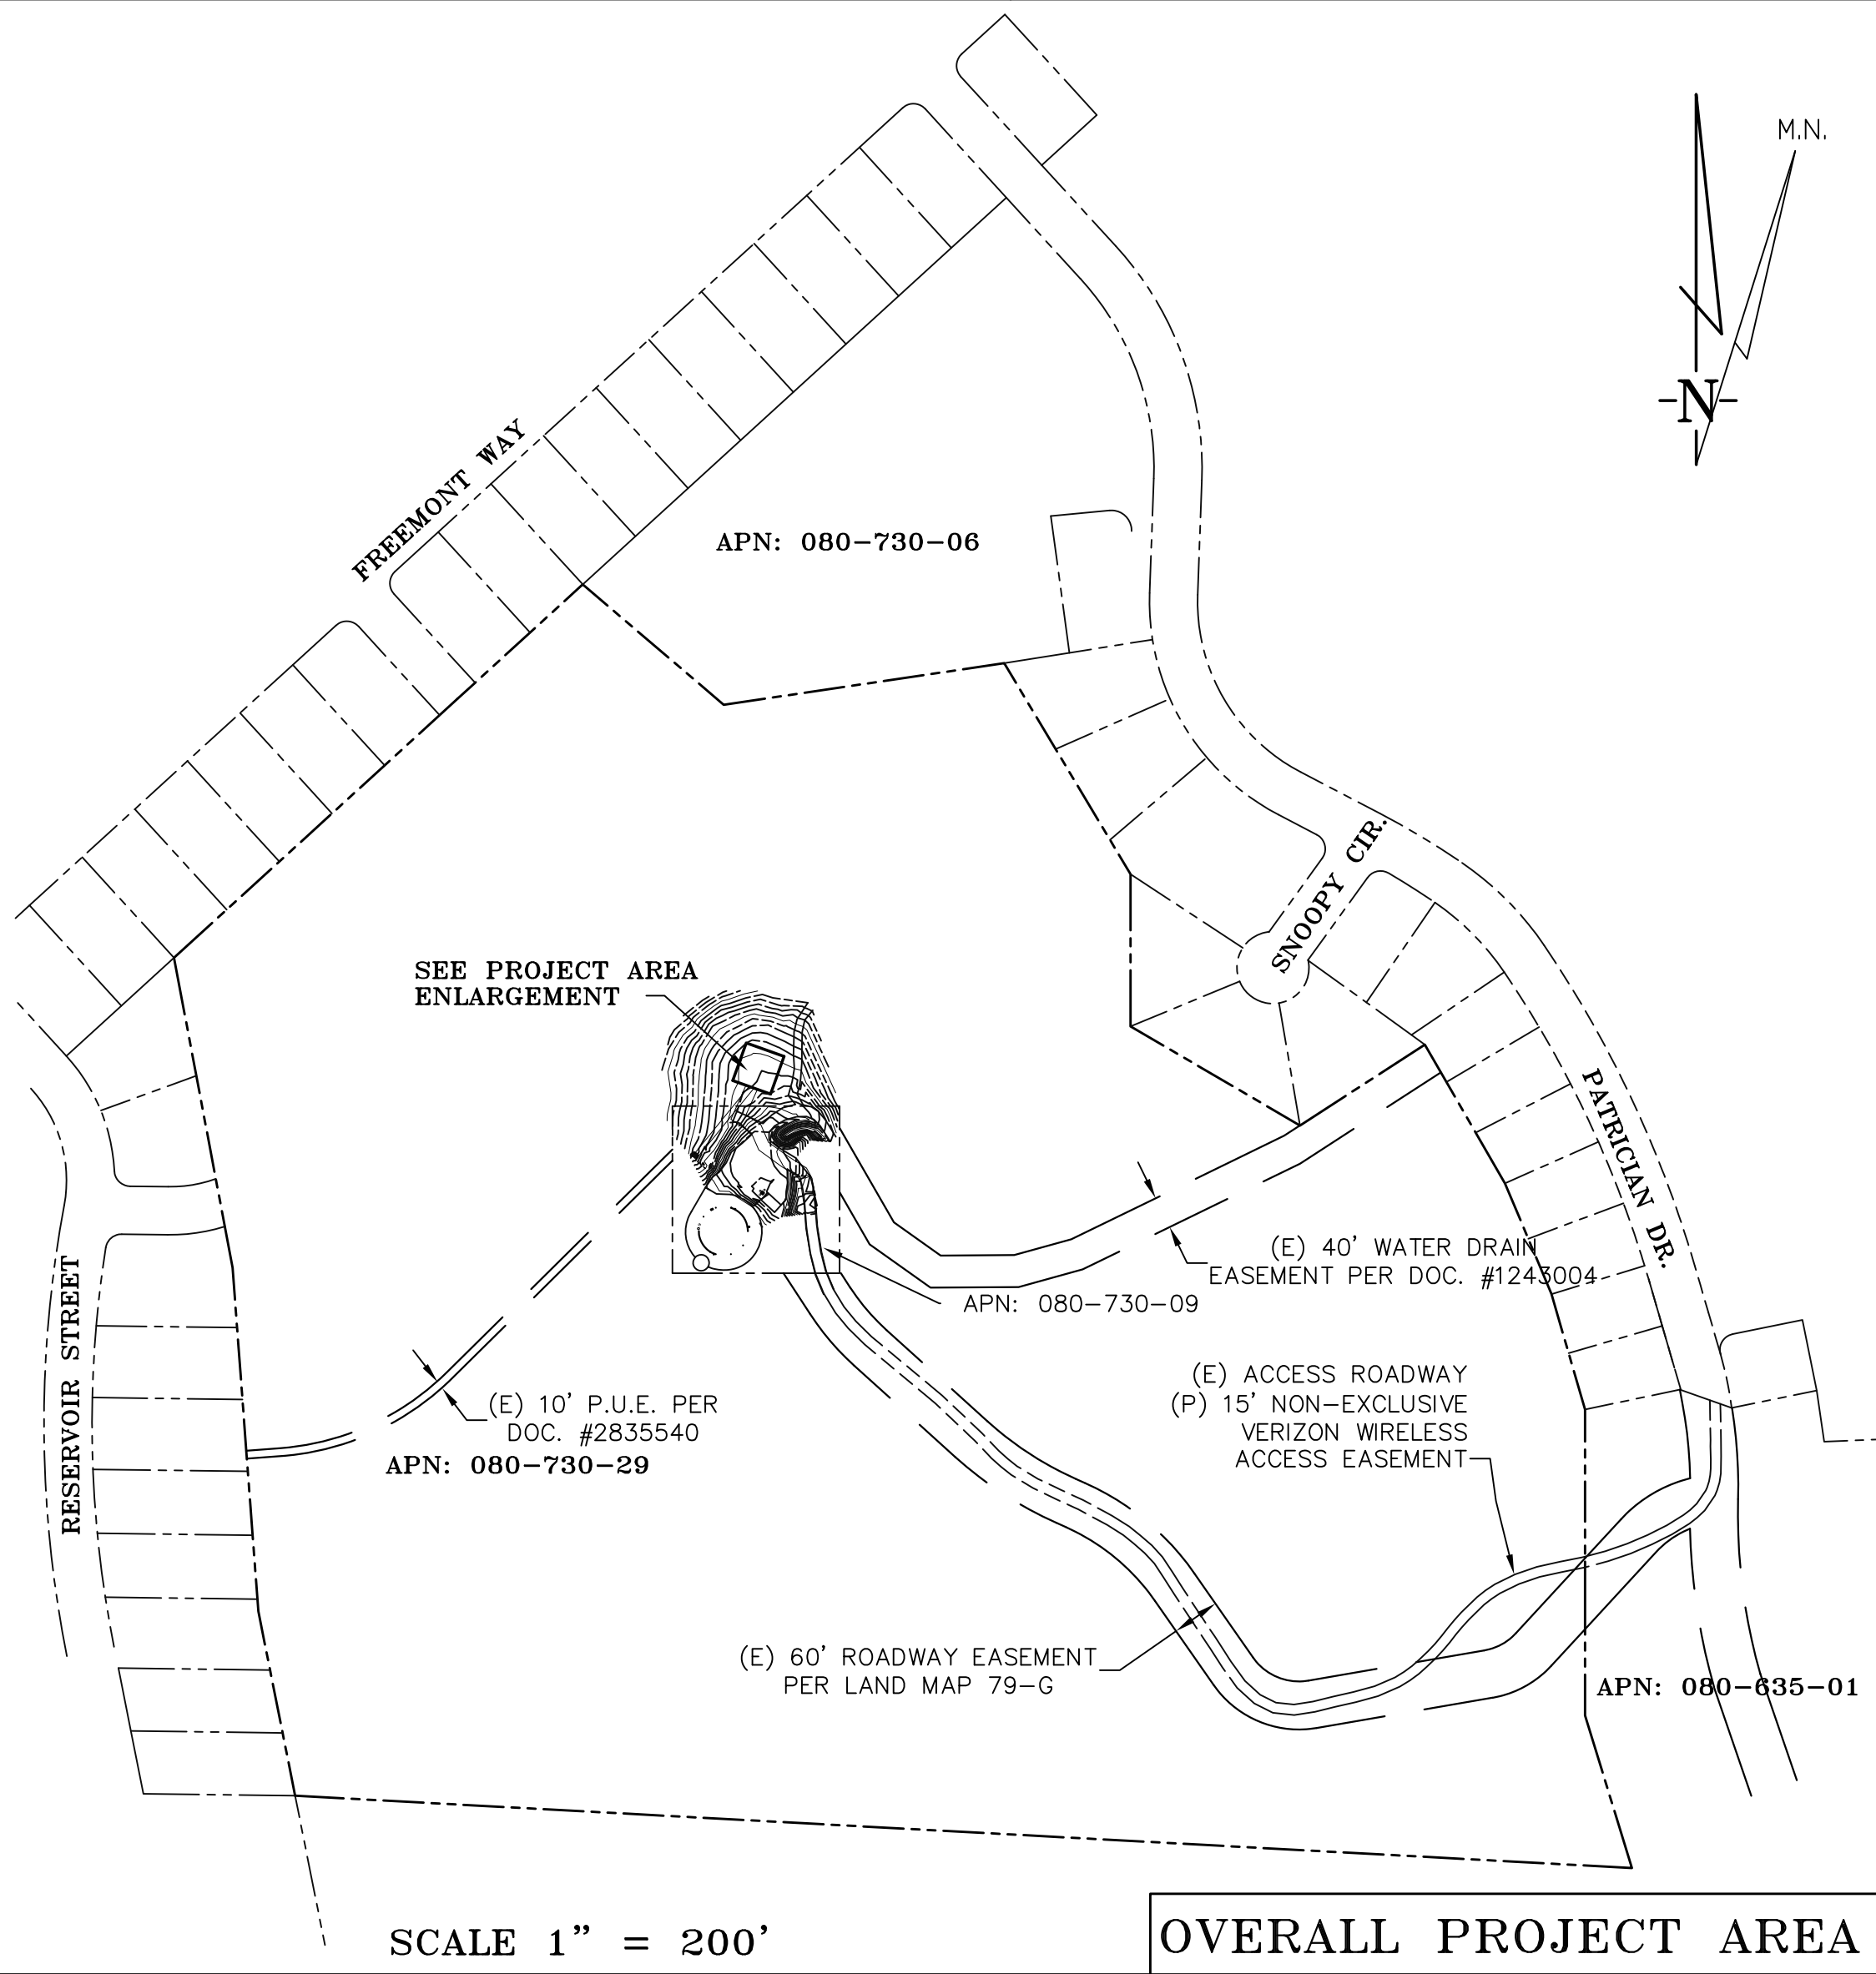 M.N.
-N-
FREEMONT WAY
APN: 080-730-06
SNOOPY CIR.
SEE PROJECT AREA
ENLARGEMENT
PATRICIAN DR.
(E) 40' WATER DRAIN
EASEMENT PER DOC. #1243004
APN: 080-730-09
RESERVOIR STREET
(E) ACCESS ROADWAY
(P) 15' NON-EXCLUSIVE
VERIZON WIRELESS
ACCESS EASEMENT
(E) 10' P.U.E. PER
DOC. #2835540
APN: 080-730-29
(E) 60' ROADWAY EASEMENT
PER LAND MAP 79-G
APN: 080-635-01
SCALE 1" = 200'
OVERALL PROJECT AREA